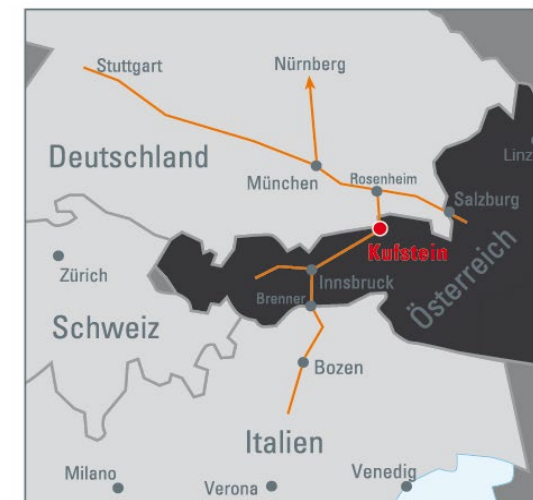 Stuttgart
Nürnberg
Deutschland
München
Rosenheim
Linz
Salzburg
Kufstein
Österreich
Zürich
Innsbruck
Brenner
Schweiz
Bozen
Italien
Milano
Verona
Venedig